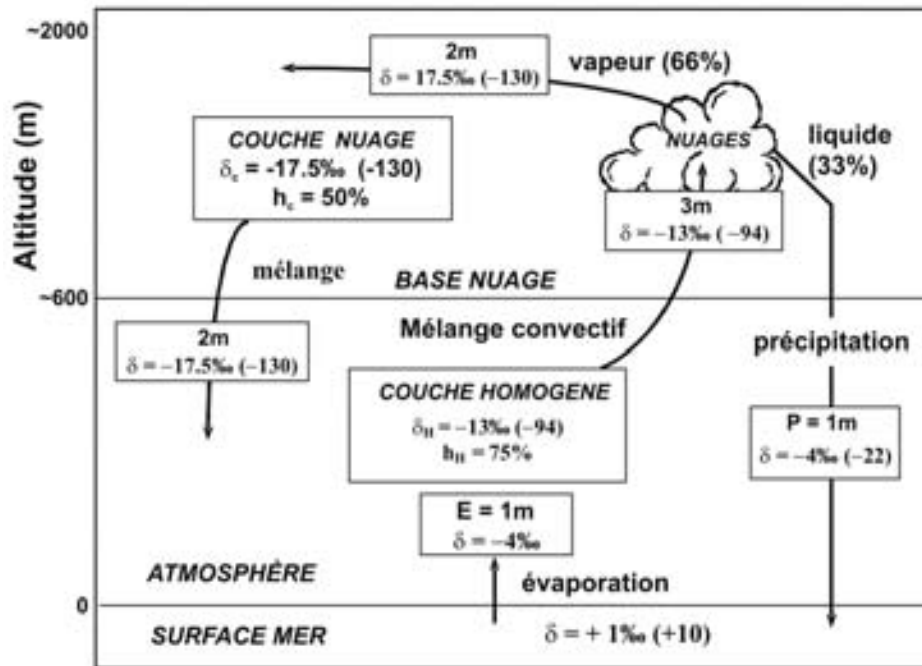 ~2000
Altitude (m)
~600
0
2m
δ = 17.5‰ (−130)
vapeur (66%)
COUCHE NUAGE
δc = -17.5‰ (-130)
hc = 50%
NUAGES
liquide
(33%)
3m
δ = −13‰ (−94)
mélange
BASE NUAGE
2m
δ = −17.5‰ (−130)
Mélange convectif
précipitation
COUCHE HOMOGENE
δH = −13‰ (−94)
hH = 75%
P = 1m
δ = −4‰ (−22)
E = 1m
δ = −4‰
ATMOSPHÈRE
évaporation
SURFACE MER
δ = + 1‰ (+10)